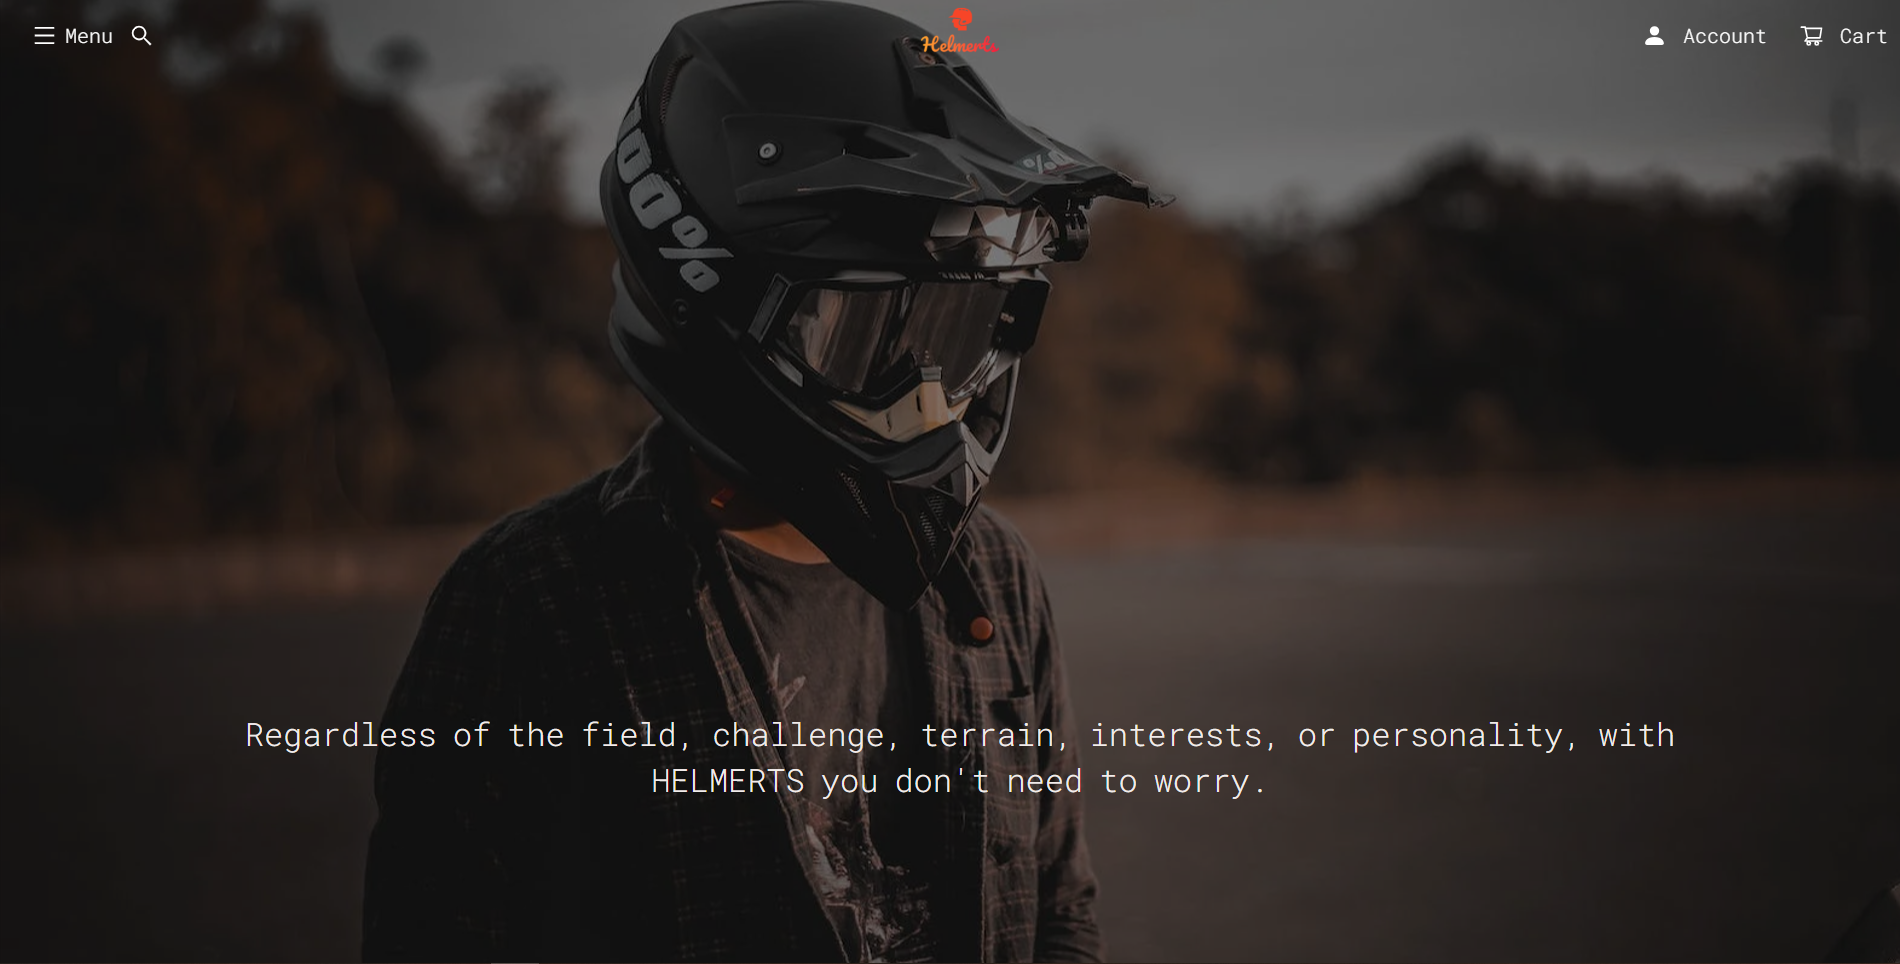 Menu
Helmerts
Account
Cart
100%
Regardless of the field, challenge, terrain, interests, or personality, with
HELMERTS you don't need to worry.